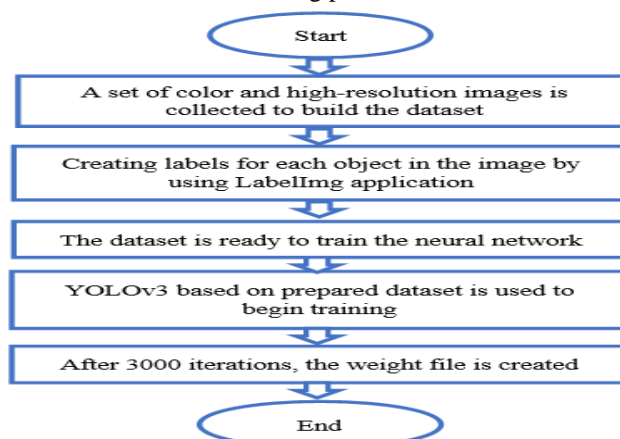 Start
A set of color and high-resolution images is
collected to build the dataset
Creating labels for each object in the image by
using LabelImg application
The dataset is ready to train the neural network
YOLOv3 based on prepared dataset is used to
begin training
After 3000 iterations, the weight file is created
End